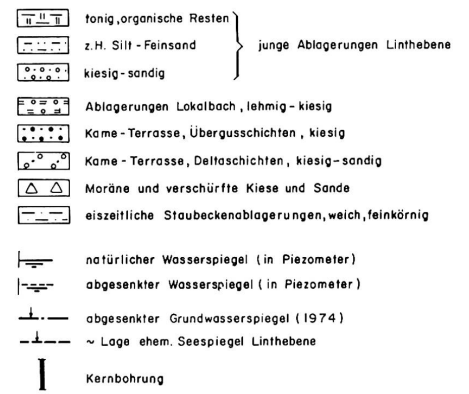 tonig, organische Resten
z.H. Silt - Feinsand
junge Ablagerungen Linthebene
kiesig - sandig
Ablagerungen Lokalbach, lehmig - kiesig
Kame - Terrasse, Übergusschichten, kiesig
Kame - Terrasse, Deltaschichten, kiesig - sandig
Moräne und verschürfte Kiese und Sande
eiszeitliche Staubeckenablagerungen, weich, feinkörnig
natürlicher Wasserspiegel (in Piezometer)
abgesenkter Wasserspiegel (in Piezometer)
abgesenkter Grundwasserspiegel (1974)
~ Lage ehem. Seespiegel Linthebene
Kernbohrung